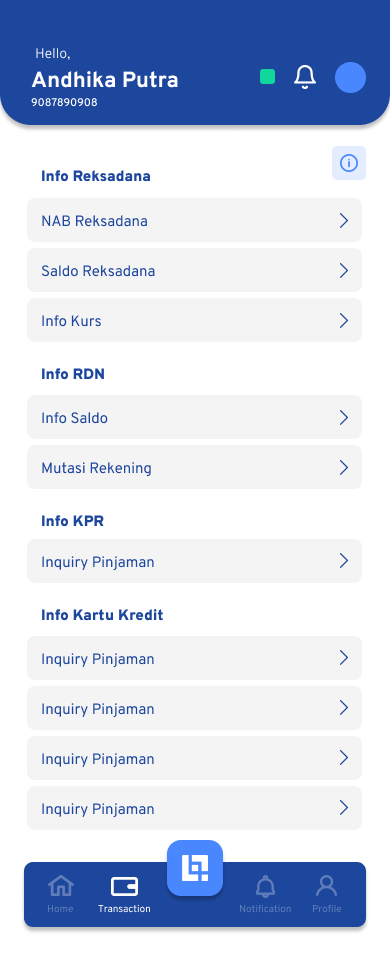 Hello,
Andhika Putra
9087890908
Info Reksadana
NAB Reksadana
Saldo Reksadana
Info Kurs
Info RDN
Info Saldo
Mutasi Rekening
Info KPR
Inquiry Pinjaman
Info Kartu Kredit
Inquiry Pinjaman
Inquiry Pinjaman
Inquiry Pinjaman
Inquiry Pinjaman
Home
Transaction
Notification
Profile